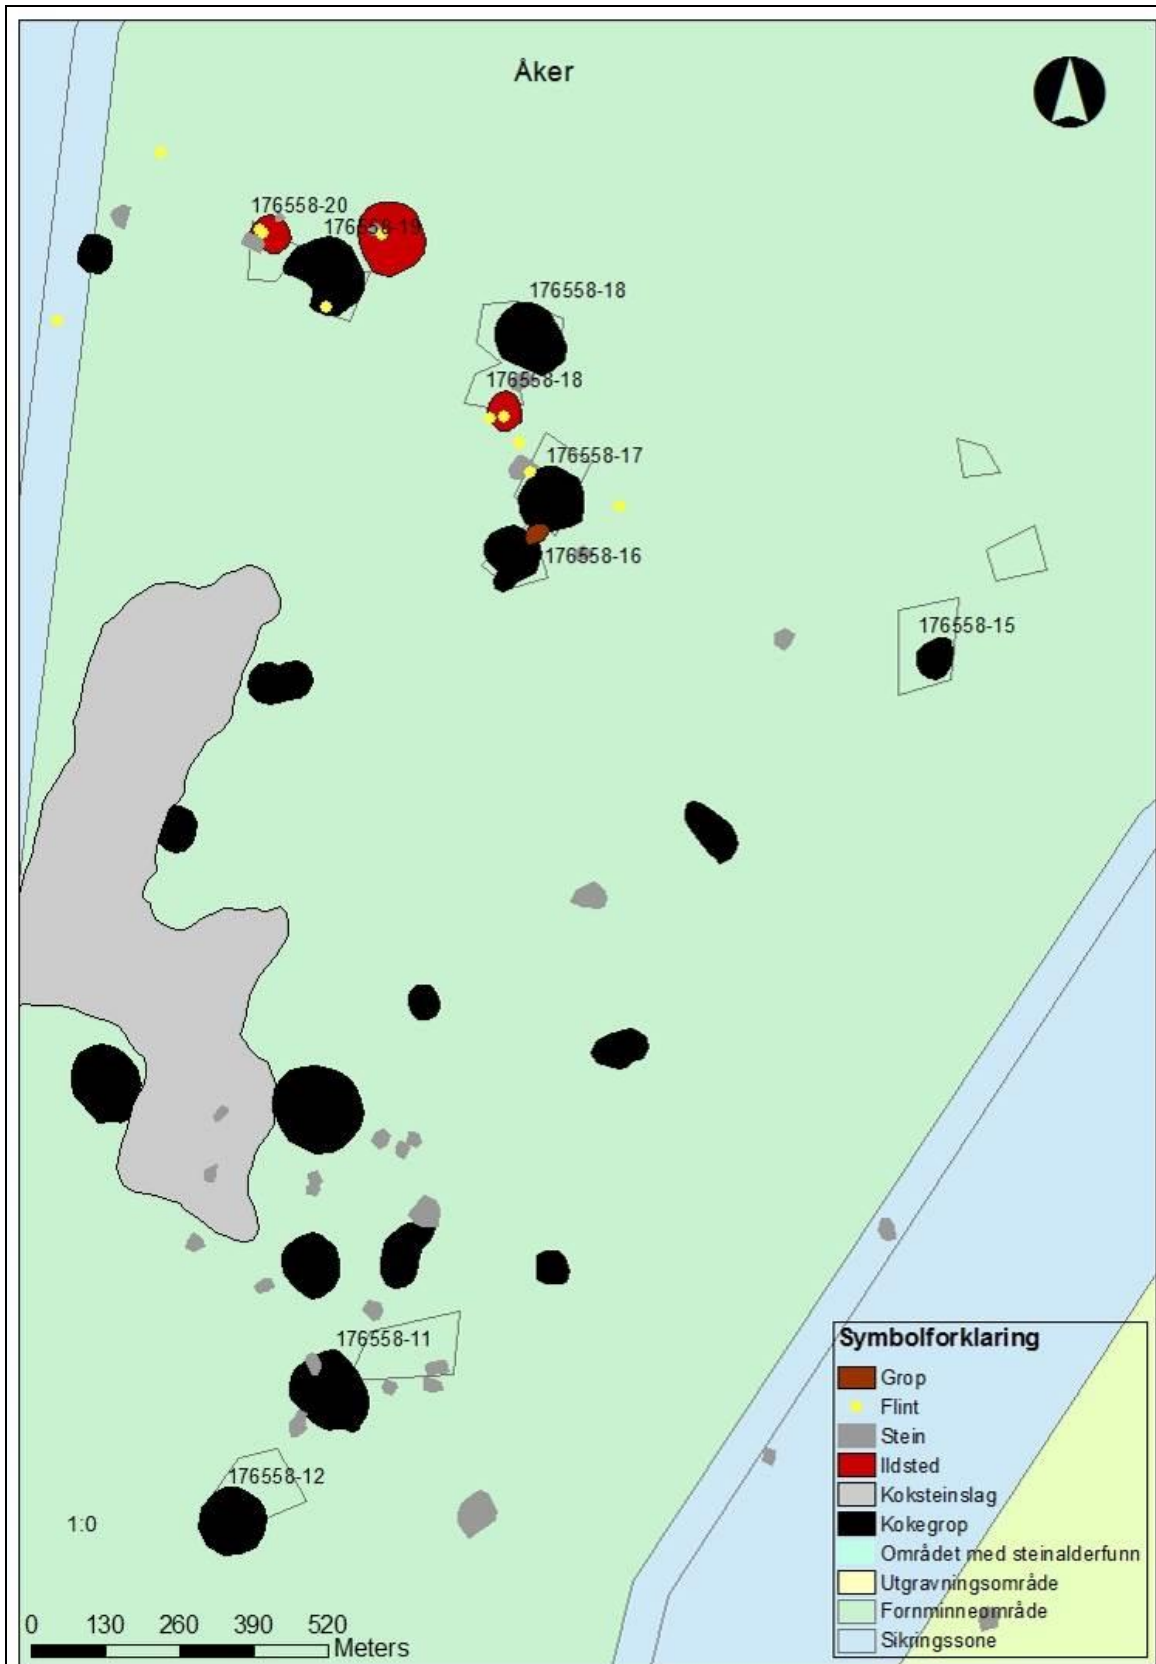 Åker
176558-20
176558-19
176558-18
176558-18
176558-17
176558-16
176558-15
176558-11
176558-12
1:0
0 130 260 390 520
Meters
Symbolforklaring
Grop
Flint
Stein
Ildsted
Koksteinslag
Kokegrop
Området med steinalderfunn
Utgravningsområde
Fornminneområde
Sikringssone